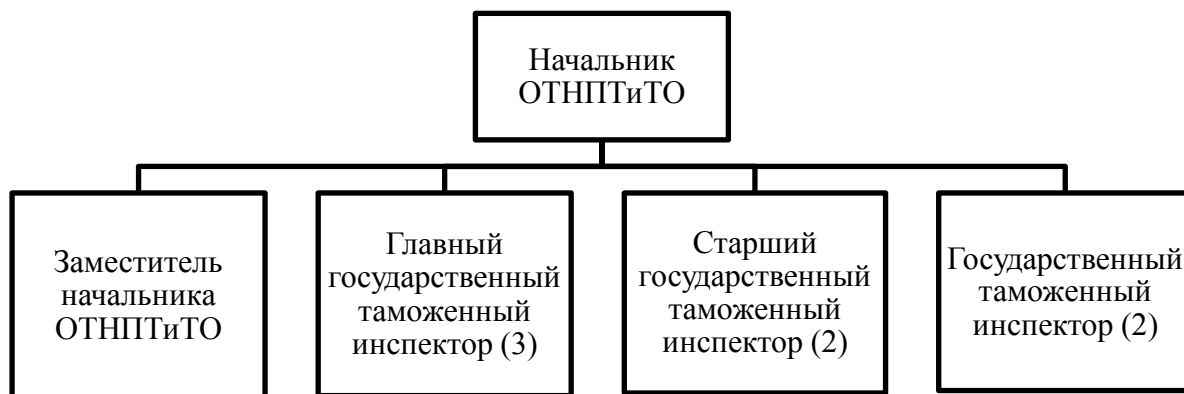 Начальник
ОТНПТиТО
Заместитель
начальника
ОТНПТиТО
Главный
государственный
таможенный
инспектор (3)
Старший
государственный
таможенный
инспектор (2)
Государственный
таможенный
инспектор (2)